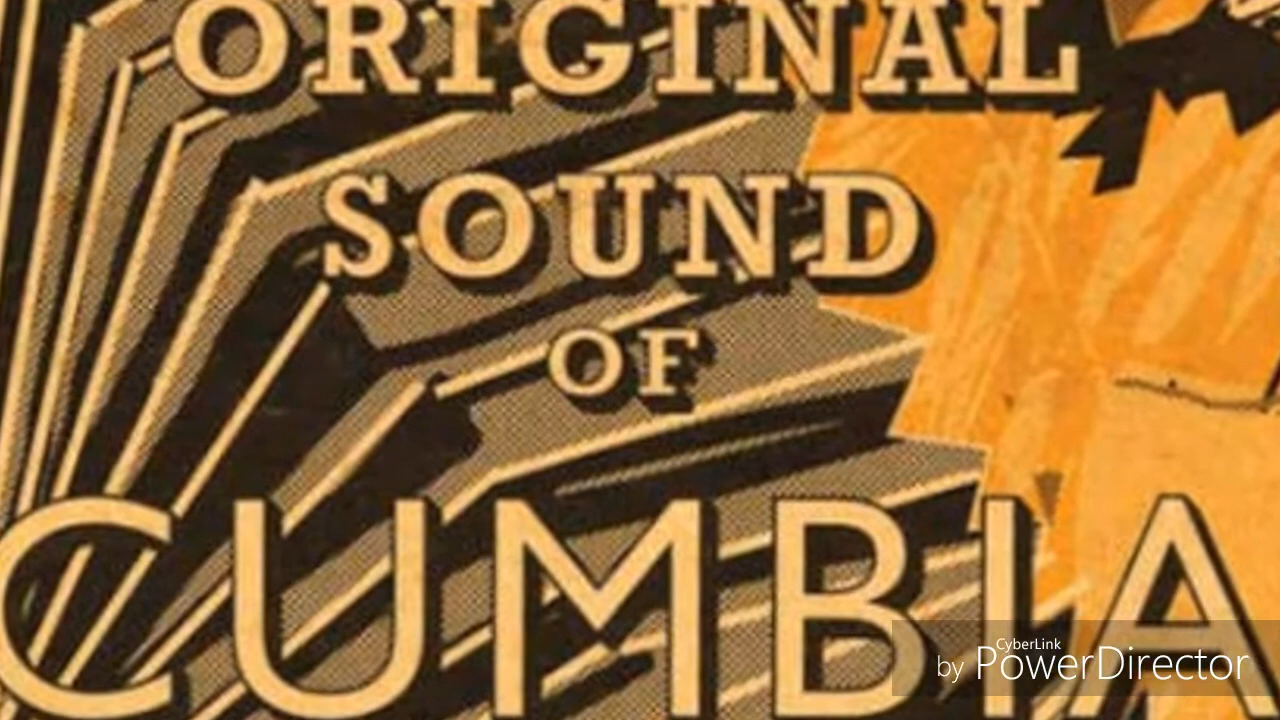 ORIGINAL
SOUND
OF
CUMBIA
CyberLink
by PowerDirector